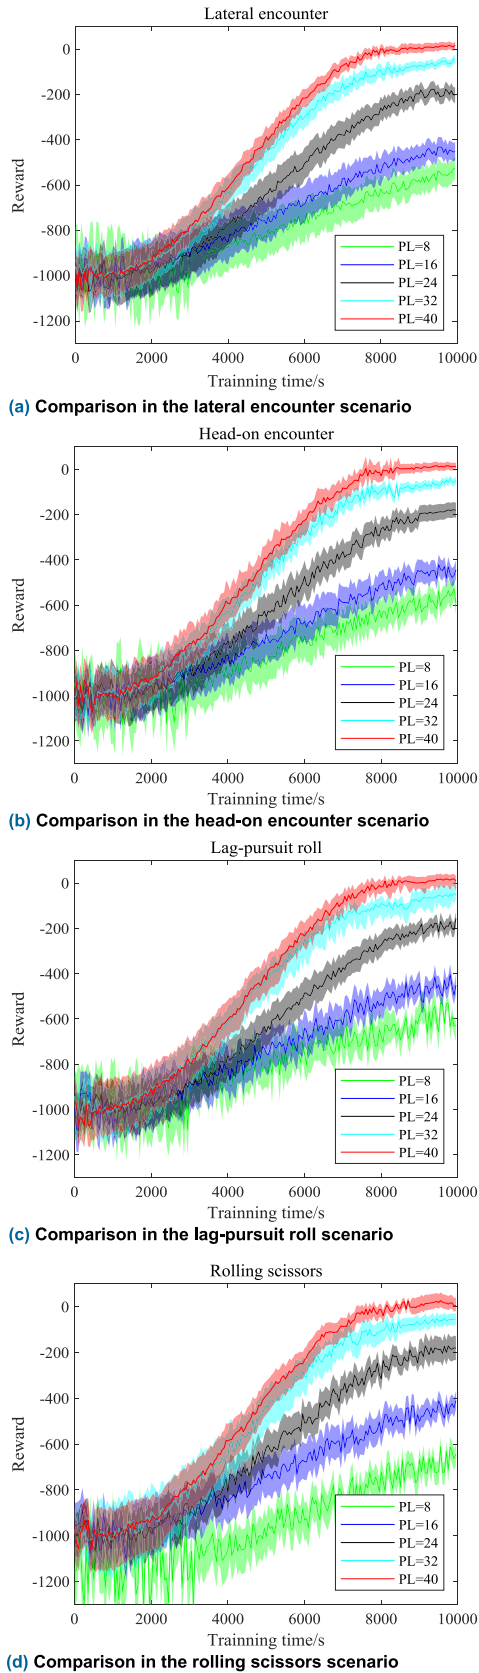 Lateral encounter
0
-200
-400
-600
-800
-1000
-1200
Reward
PL=8
PL=16
PL=24
PL=32
PL=40
0 2000 4000 6000 8000 10000
Trainning time/s
(a) Comparison in the lateral encounter scenario
Head-on encounter
0
-200
-400
-600
-800
-1000
-1200
Reward
PL=8
PL=16
PL=24
PL=32
PL=40
0 2000 4000 6000 8000 10000
Trainning time/s
(b) Comparison in the head-on encounter scenario
Lag-pursuit roll
0
-200
-400
-600
-800
-1000
-1200
Reward
PL=8
PL=16
PL=24
PL=32
PL=40
0 2000 4000 6000 8000 10000
Trainning time/s
(c) Comparison in the lag-pursuit roll scenario
Rolling scissors
0
-200
-400
-600
-800
-1000
-1200
Reward
PL=8
PL=16
PL=24
PL=32
PL=40
0 2000 4000 6000 8000 10000
Trainning time/s
(d) Comparison in the rolling scissors scenario